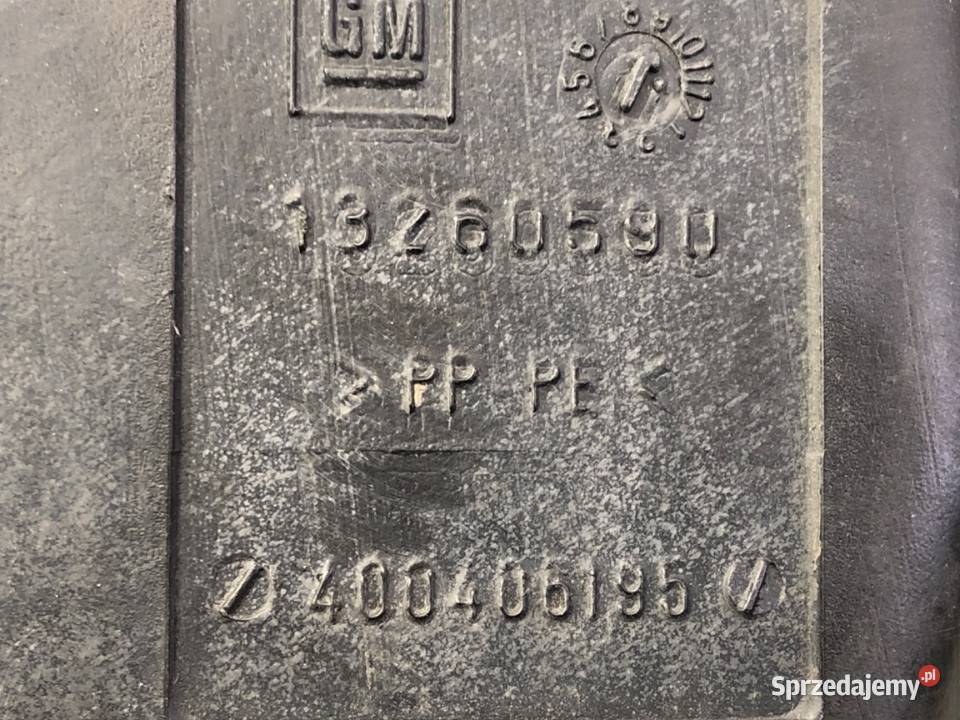 GM
13260590
>PP PE<
400406195
Sprzedajemy.pl